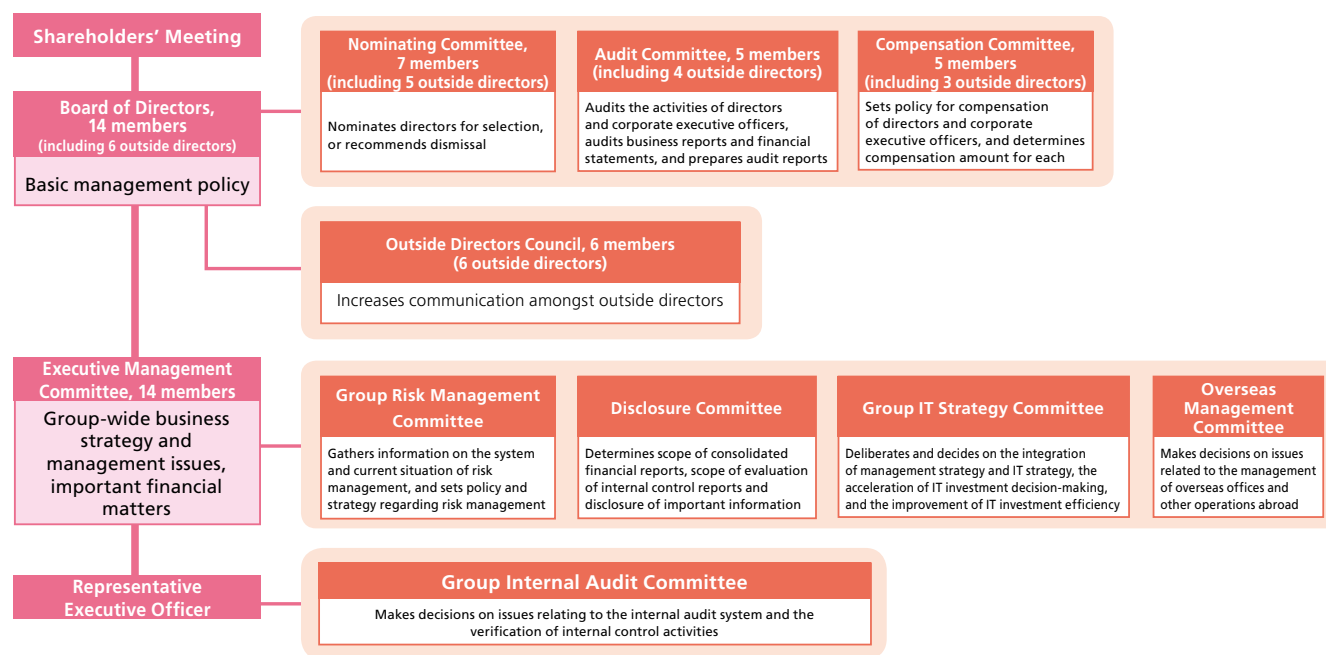 Shareholders' Meeting
Board of Directors,
14 members
(including 6 outside directors)
Basic management policy
Nominating Committee,
7 members
(including 5 outside directors)
Nominates directors for selection,
or recommends dismissal
Audit Committee, 5 members
(including 4 outside directors)
Audits the activities of directors
and corporate executive officers,
audits business reports and financial
statements, and prepares audit reports
Compensation Committee,
5 members
(including 3 outside directors)
Sets policy for compensation
of directors and corporate
executive officers, and determines
compensation amount for each
Outside Directors Council, 6 members
(6 outside directors)
Increases communication amongst outside directors
Executive Management
Committee, 14 members
Group-wide business
strategy and
management issues,
important financial
matters
Group Risk Management
Committee
Gathers information on the system
and current situation of risk
management, and sets policy and
strategy regarding risk management
Disclosure Committee
Determines scope of consolidated
financial reports, scope of evaluation
of internal control reports and
disclosure of important information
Group IT Strategy Committee
Deliberates and decides on the integration
of management strategy and IT strategy, the
acceleration of IT investment decision-making,
and the improvement of IT investment efficiency
Overseas
Management
Committee
Makes decisions on issues
related to the management
of overseas offices and
other operations abroad
Representative
Executive Officer
Group Internal Audit Committee
Makes decisions on issues relating to the internal audit system and the
verification of internal control activities